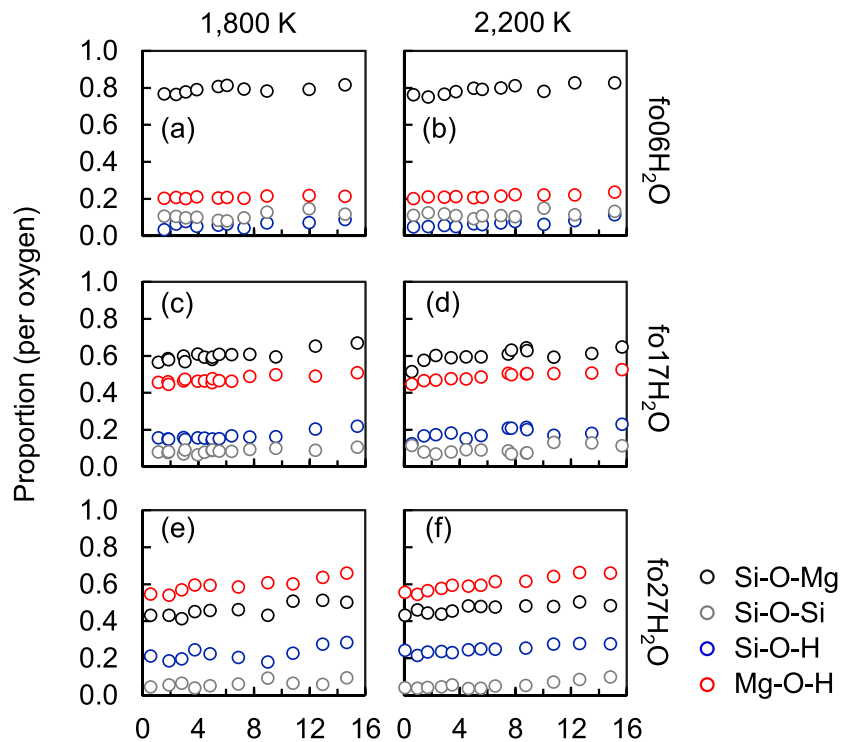 1,800 K
2,200 K
Proportion (per oxygen)
1.0
0.8
0.6
0.4
0.2
0.0
(a)
(b)
fo06H₂O
1.0
0.8
0.6
0.4
0.2
0.0
(c)
(d)
fo17H₂O
1.0
0.8
0.6
0.4
0.2
0.0
(e)
(f)
fo27H₂O
0 4 8 12 16
0 4 8 12 16
Si-O-Mg
Si-O-Si
Si-O-H
Mg-O-H